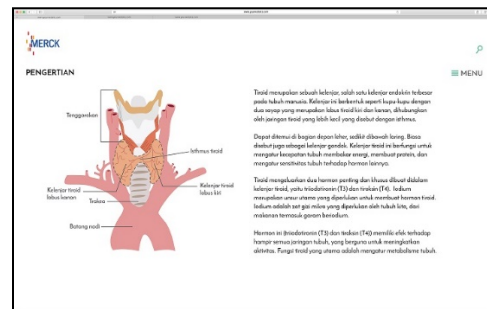 MERCK
PENGERTIAN
MENU
Tenggorokan
Isthmus tiroid
Kelenjar tiroid
lobus kanan
Kelenjar tiroid
lobus kiri
Trakea
Batang nadi
Tiroid merupakan sebuah kelenjar, salah satu kelenjar endokrin terbesar
pada tubuh manusia. Kelenjar ini berbentuk seperti kupu-kupu dengan
dua sayap yang merupakan lobus tiroid kiri dan kanan, dihubungkan
oleh jaringan tiroid yang lebih kecil yang disebut dengan isthmus.
Dapat ditemui di bagian depan leher, sedikit dibawah laring. Biasa
disebut juga sebagai kelenjar gondok. Kelenjar tiroid ini berfungsi untuk
mengatur kecepatan tubuh membakar energi, membuat protein, dan
mengatur sensitivitas tubuh terhadap hormon lainnya.
Tiroid mengeluarkan dua hormon penting dan khusus dibuat didalam
kelenjar tiroid, yaitu triiodotironin (T3) dan tiroksin (T4). Iodium
merupakan unsur utama yang diperlukan untuk membuat hormon tiroid.
Iodium adalah zat gizi mikro yang diperlukan oleh tubuh kita, dari
makanan termasuk garam beriodium.
Hormon ini (triiodotironin (T3) dan tiroksin (T4)) memiliki efek terhadap
hampir semua jaringan tubuh, yang berguna untuk meningkatkan
aktivitas. Fungsi tiroid yang utama adalah mengatur metabolisme tubuh.